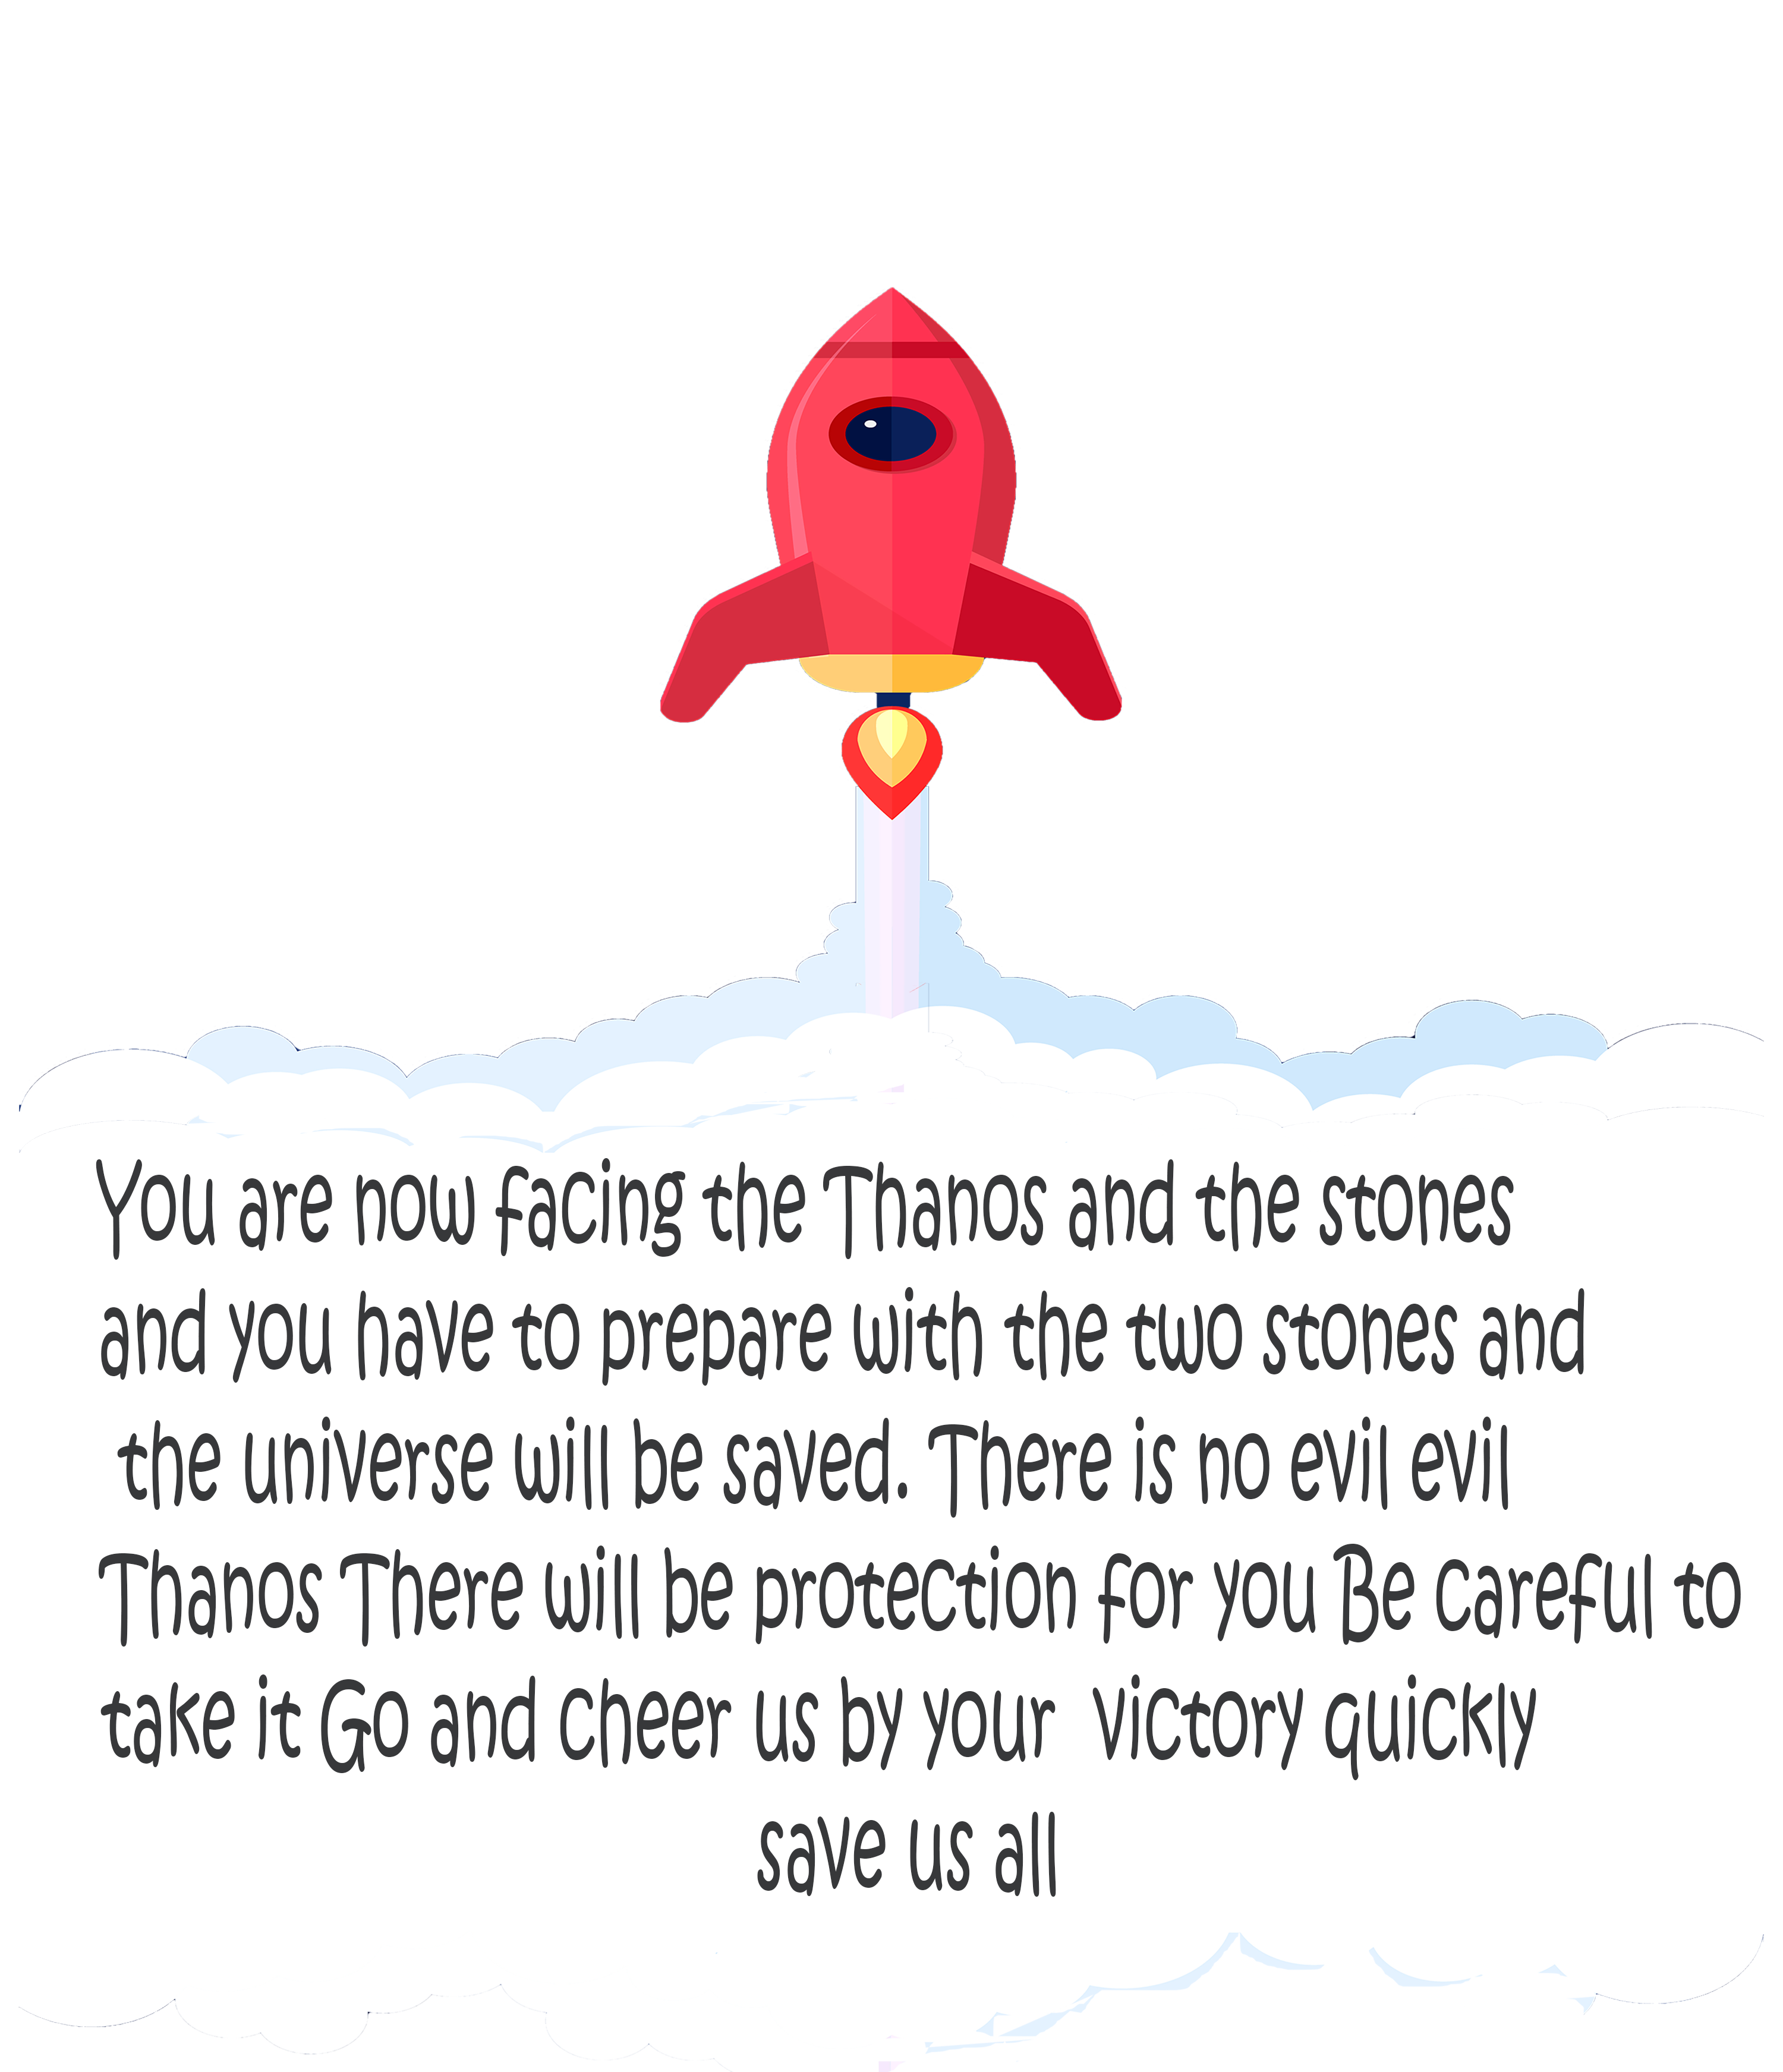 You are now facing the Thanos and the stones
and you have to prepare with the two stones and
the universe will be saved. There is no evil evil
Thanos There will be protection for you Be careful to
take it Go and cheer us by your victory quickly
save us all